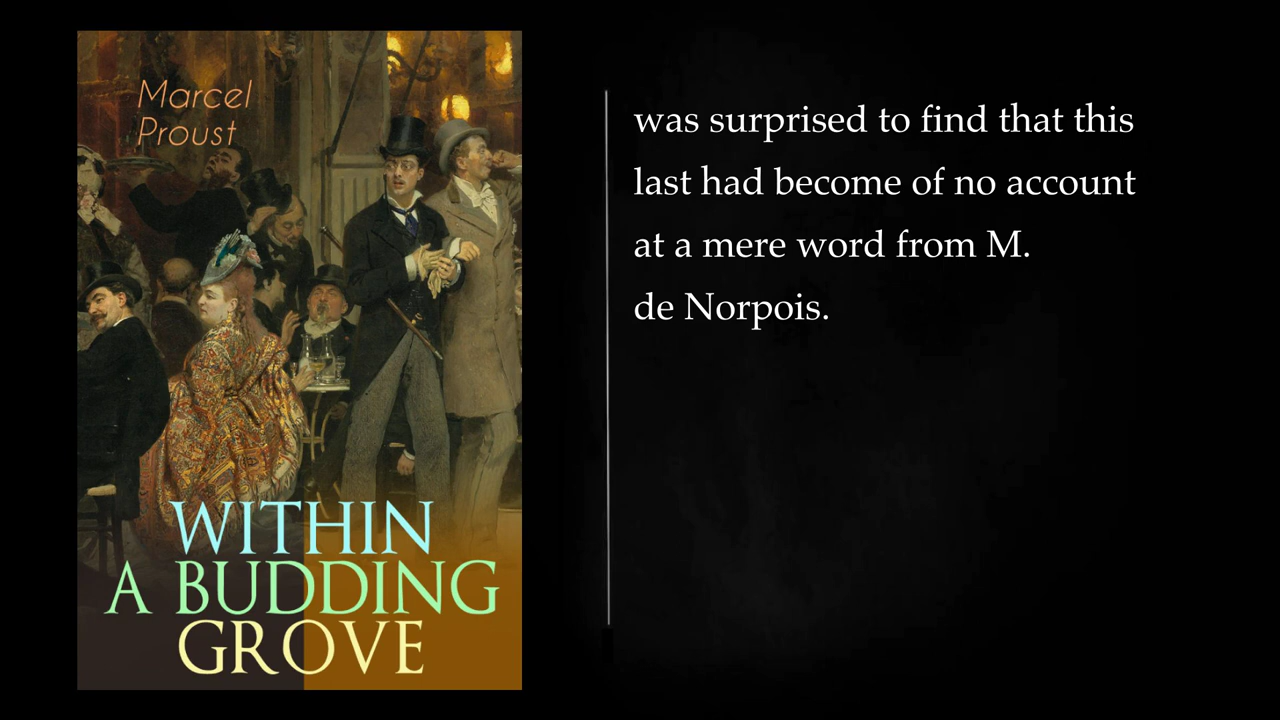 Marcel
Proust
WITHIN
A BUDDING
GROVE
was surprised to find that this
last had become of no account
at a mere word from M.
de Norpois.